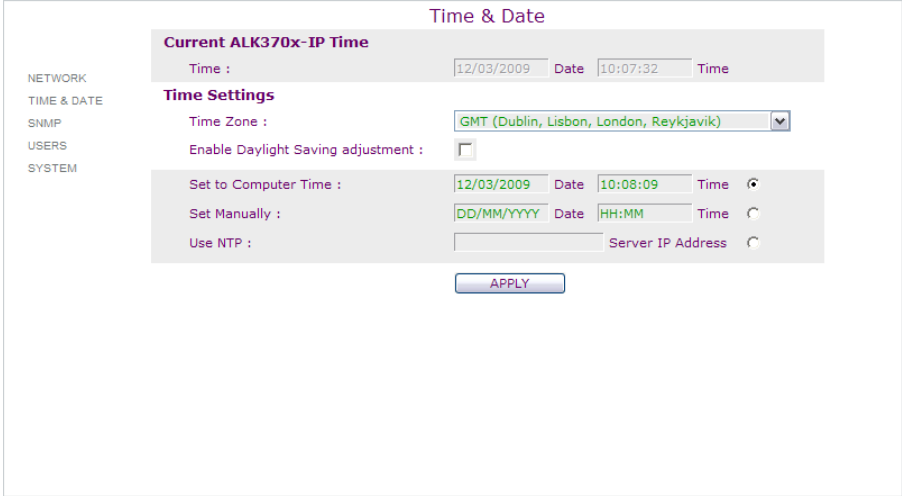 Time & Date
Current ALK370x-IP Time
Time : 12/03/2009 Date 10:07:32 Time
NETWORK
TIME & DATE
SNMP
USERS
SYSTEM
Time Settings
Time Zone : GMT (Dublin, Lisbon, London, Reykjavik)
Enable Daylight Saving adjustment :
Set to Computer Time : 12/03/2009 Date 10:08:09 Time
Set Manually : DD/MM/YYYY Date HH:MM Time
Use NTP : Server IP Address
APPLY